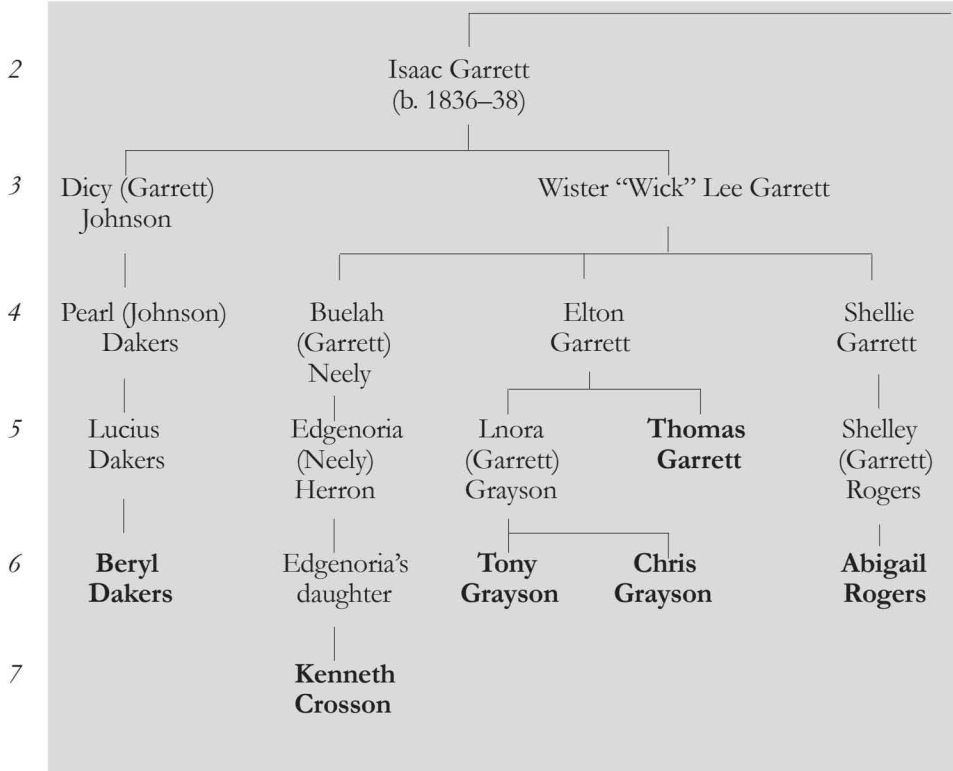 2
Isaac Garrett
(b. 1836–38)
3
Dicy (Garrett)
Johnson
Wister “Wick” Lee Garrett
4
Pearl (Johnson)
Dakers
Buelah
(Garrett)
Neely
Elton
Garrett
Shellie
Garrett
5
Lucius
Dakers
Edgenoria
(Neely)
Herron
Lnora
(Garrett)
Grayson
Thomas
Garrett
Shelley
(Garrett)
Rogers
6
Beryl
Dakers
Edgenoria’s
daughter
Tony
Grayson
Chris
Grayson
Abigail
Rogers
7
Kenneth
Crosson